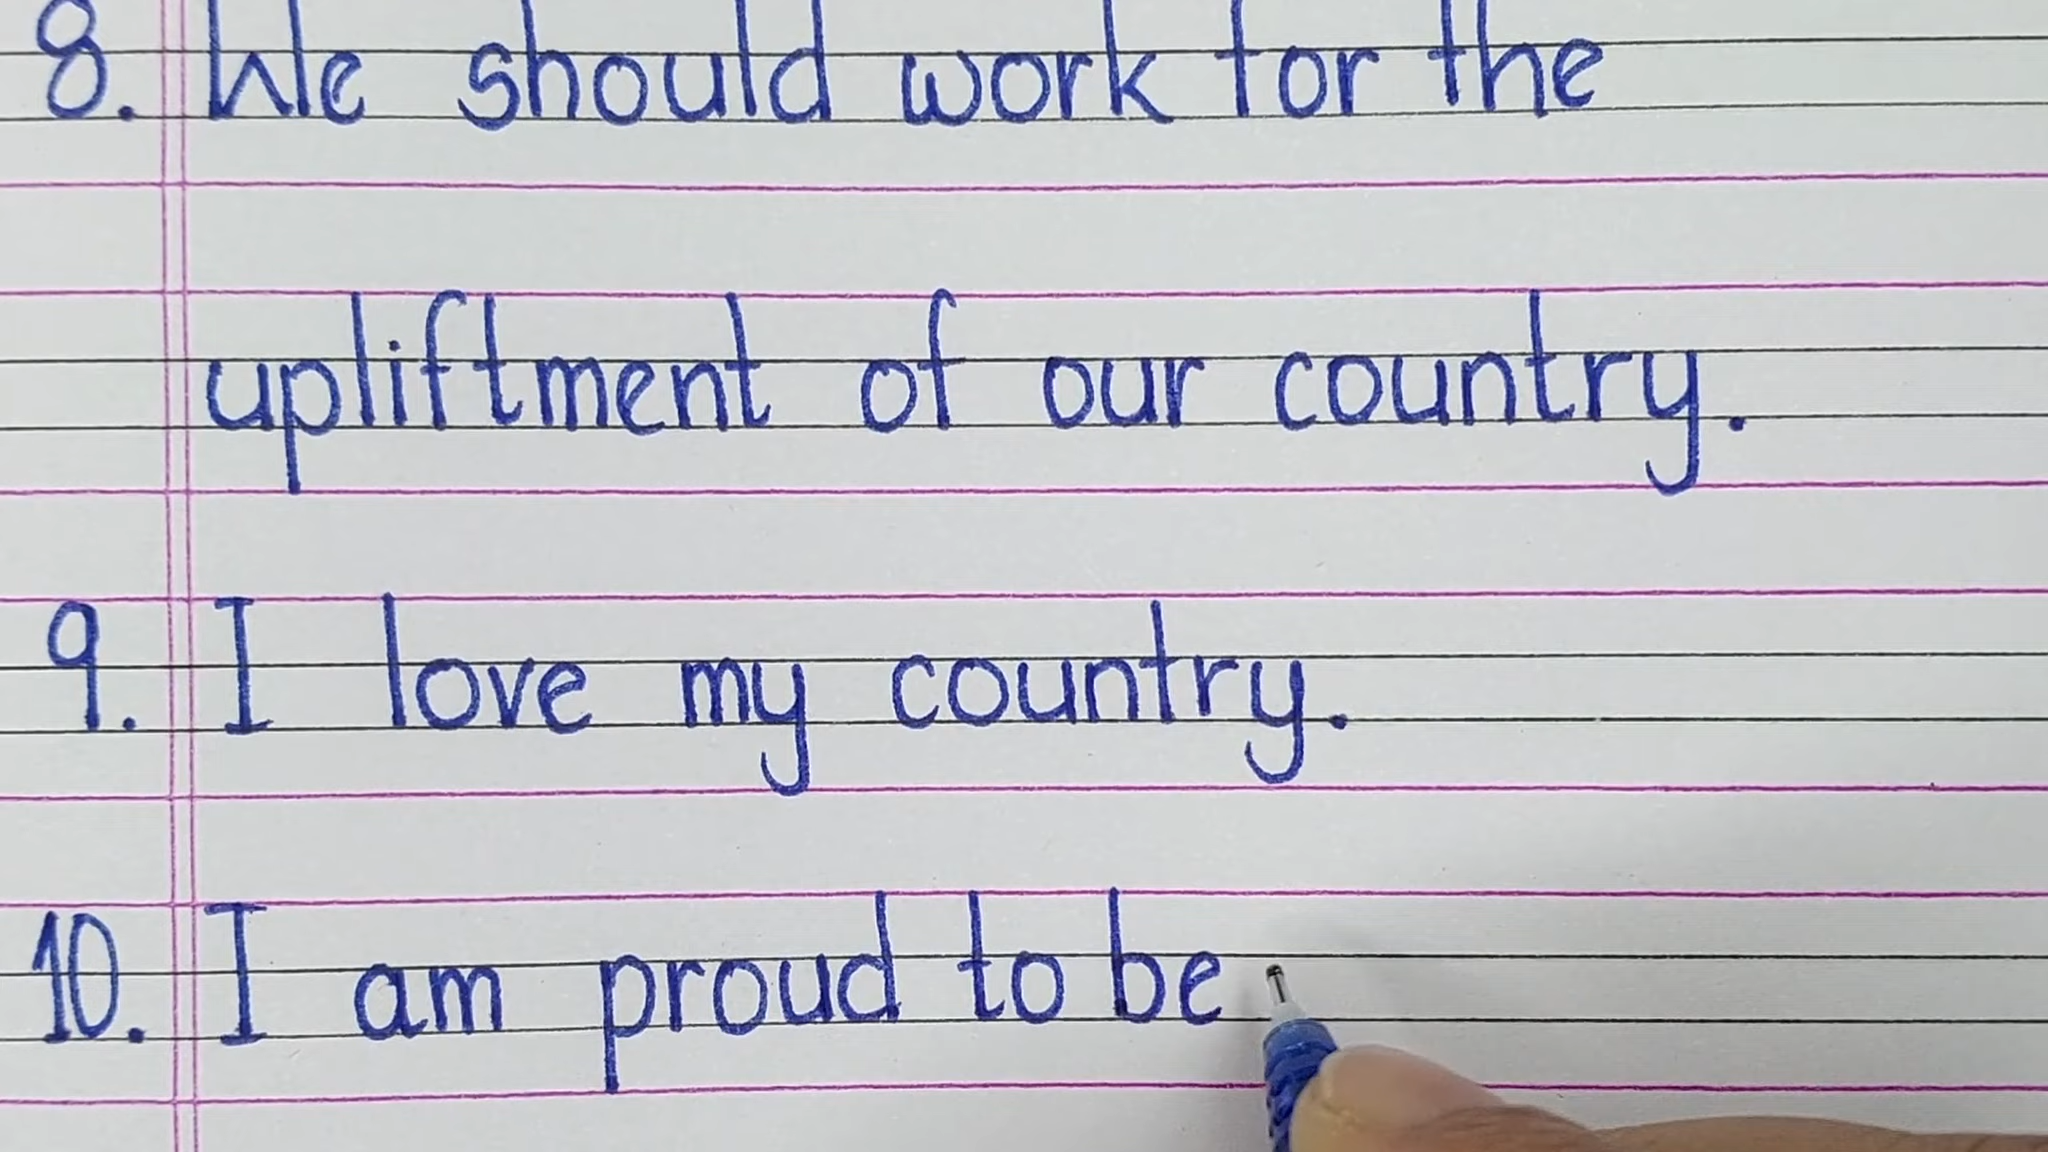 8. We should work for the
upliftment of our country.
9. I love my country.
10. I am proud to be